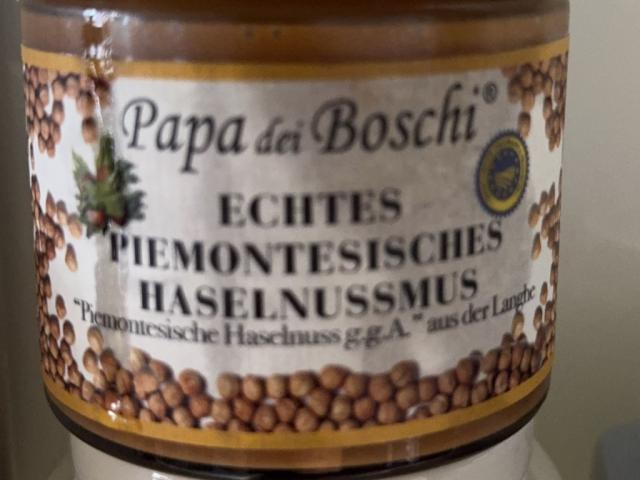 Papa dei Boschi®
ECHTES
PIEMONTESISCHES
HASELNUSSMUS
"Piemontesische Haselnuss g.g.A." aus der Langhe